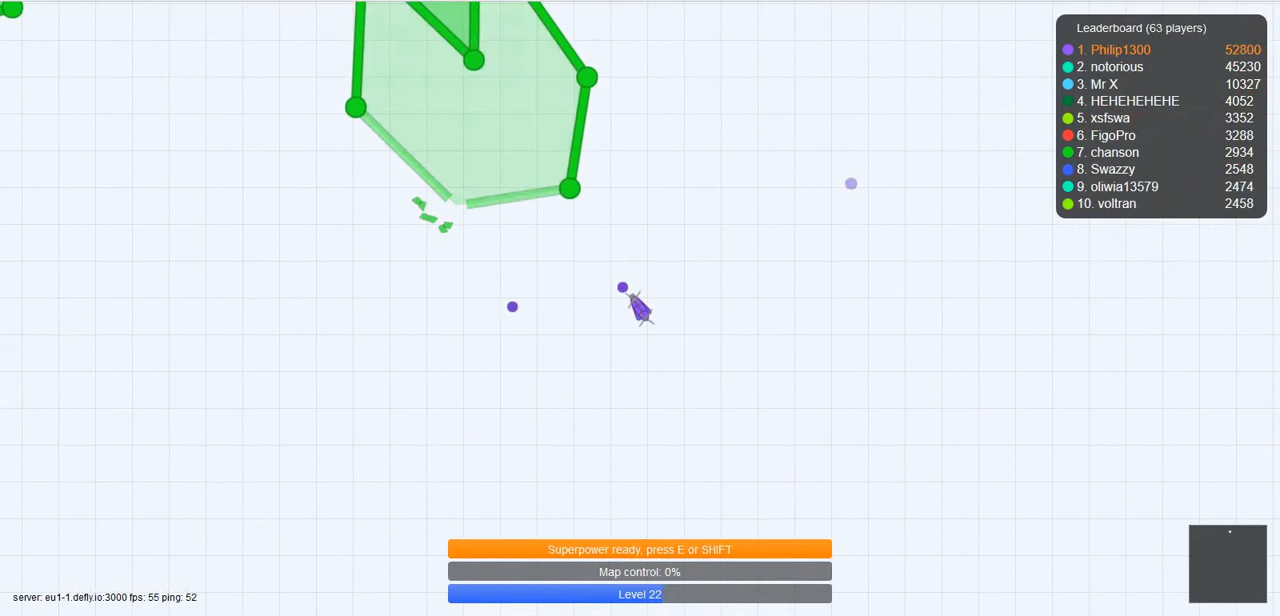 Leaderboard (63 players)
1. Philip1300 52800
2. notorious 45230
3. Mr X 10327
4. HEHEHEHEHE 4052
5. xsfswa 3352
6. FigoPro 3288
7. chanson 2934
8. Swazzy 2548
9. oliwia13579 2474
10. voltran 2458
Superpower ready, press E or SHIFT
Map control: 0%
Level 22
server: eu1-1.defly.io:3000 fps: 55 ping: 52